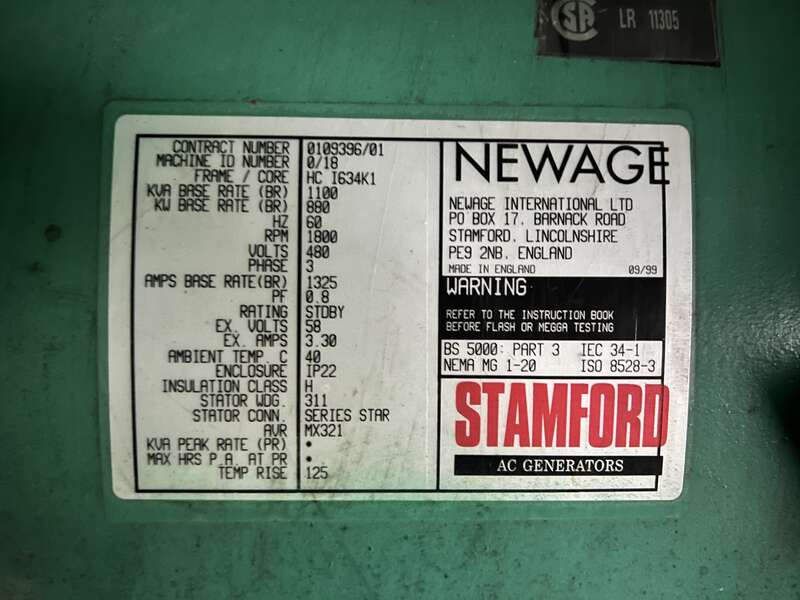 SA LR 11305
CONTRACT NUMBER 0109396/01
MACHINE ID NUMBER 0/18
FRAME / CORE HC I634K1
KVA BASE RATE (BR) 1100
KW BASE RATE (BR) 880
HZ 60
RPM 1800
VOLTS 480
PHASE 3
AMPS BASE RATE(BR) 1325
PF 0.8
RATING STDBY
EX. VOLTS 58
EX. AMPS 3.30
AMBIENT TEMP. C 40
ENCLOSURE IP22
INSULATION CLASS H
STATOR WDG. 311
STATOR CONN. SERIES STAR
AVR MX321
KVA PEAK RATE (PR) •
MAX HRS P.A. AT PR •
TEMP RISE 125
NEWAGE
NEWAGE INTERNATIONAL LTD
PO BOX 17, BARNACK ROAD
STAMFORD, LINCOLNSHIRE
PE9 2NB, ENGLAND
MADE IN ENGLAND 09/99
WARNING
REFER TO THE INSTRUCTION BOOK
BEFORE FLASH OR MEGGA TESTING
BS 5000: PART 3 IEC 34-1
NEMA MG 1-20 ISO 8528-3
STAMFORD
AC GENERATORS